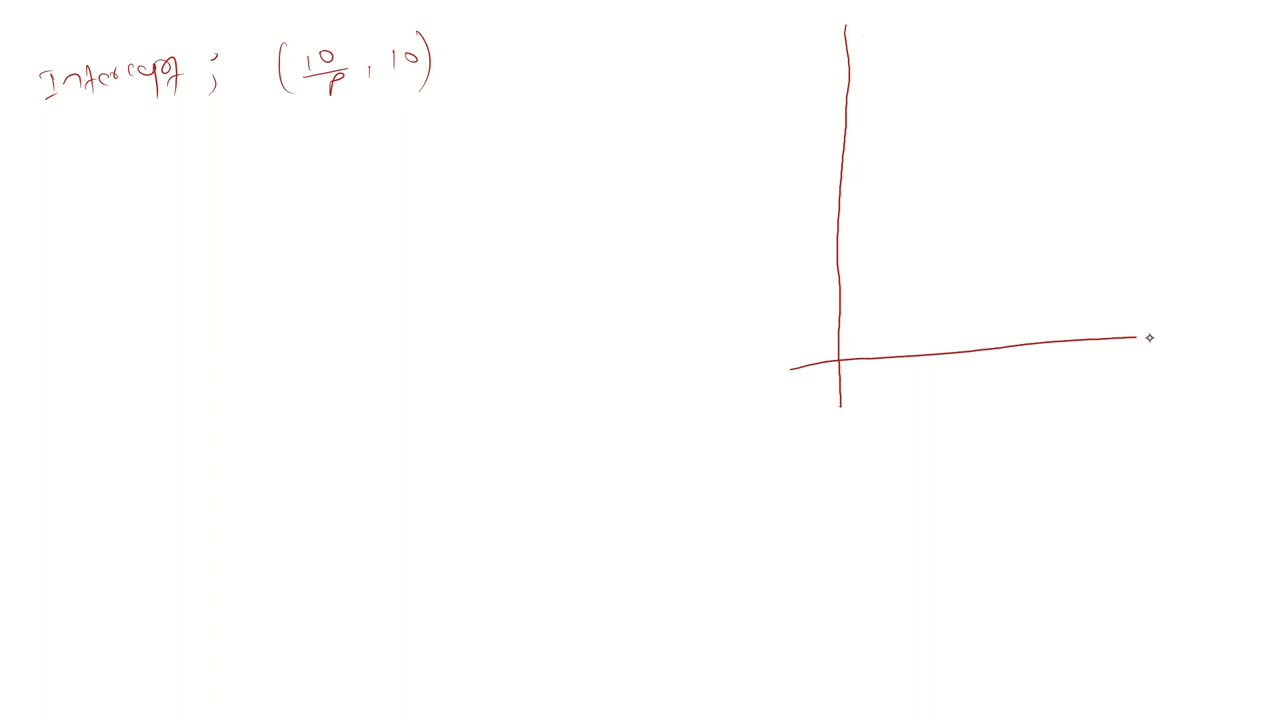 Intercept ; (10/P, 10)